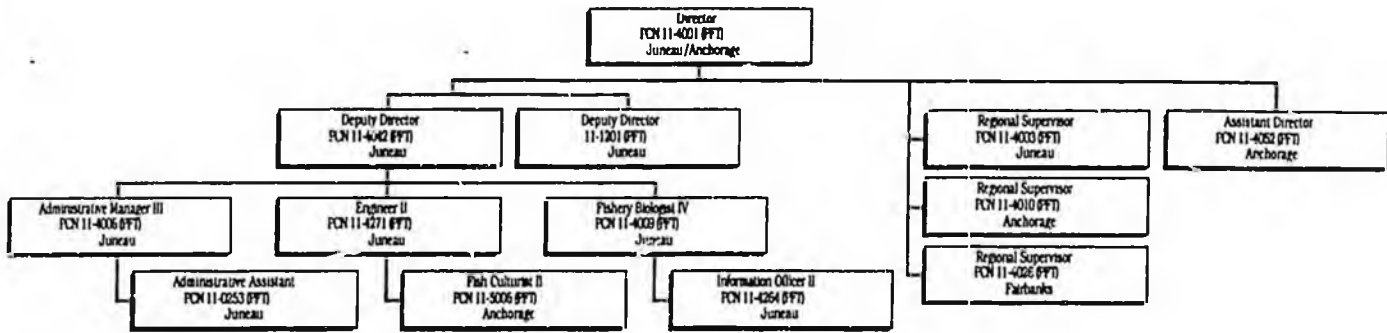 Director
PCN 11-4001 (PFT)
Juneau/Anchorage
Deputy Director
PCN 11-4042 (PFT)
Juneau
Deputy Director
11-1201 (PFT)
Juneau
Regional Supervisor
PCN 11-4003 (PFT)
Juneau
Assistant Director
PCN 11-4052 (PFT)
Anchorage
Regional Supervisor
PCN 11-4010 (PFT)
Anchorage
Regional Supervisor
PCN 11-4026 (PFT)
Fairbanks
Administrative Manager III
PCN 11-4006 (PFT)
Juneau
Engineer II
PCN 11-4271 (PFT)
Juneau
Fishery Biologist IV
PCN 11-4009 (PFT)
Juneau
Administrative Assistant
PCN 11-0253 (PFT)
Juneau
Fish Culturist II
PCN 11-5006 (PFT)
Anchorage
Information Officer II
PCN 11-4264 (PFT)
Juneau